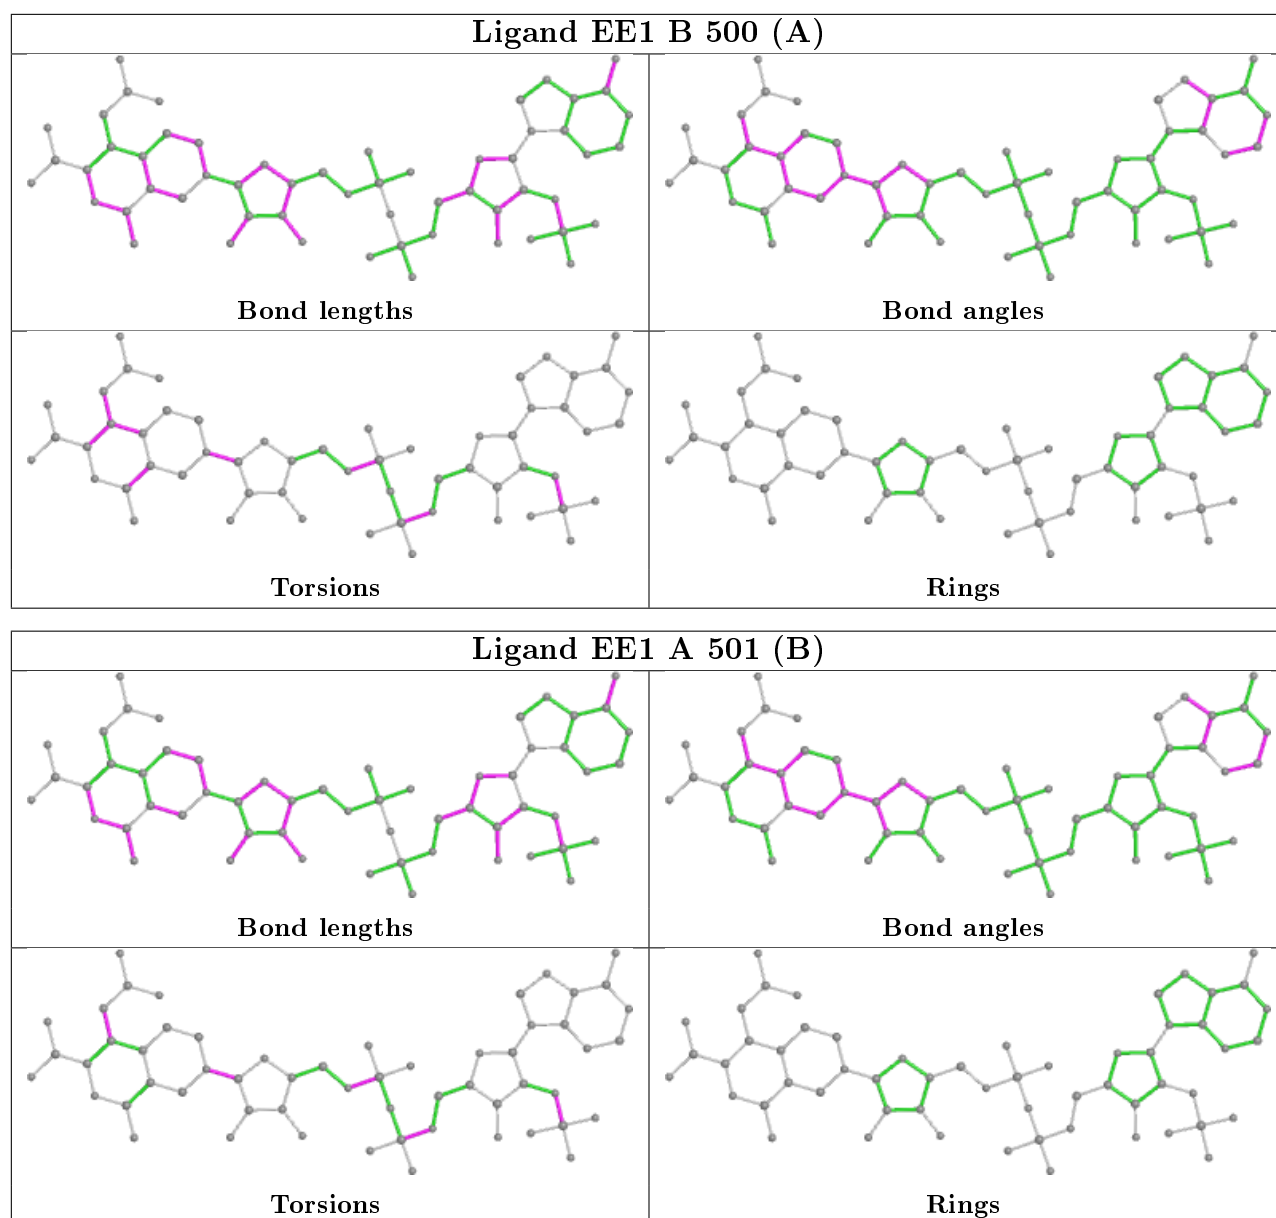 Ligand EE1 B 500 (A)
Bond lengths
Bond angles
Torsions
Rings
Ligand EE1 A 501 (B)
Bond lengths
Bond angles
Torsions
Rings